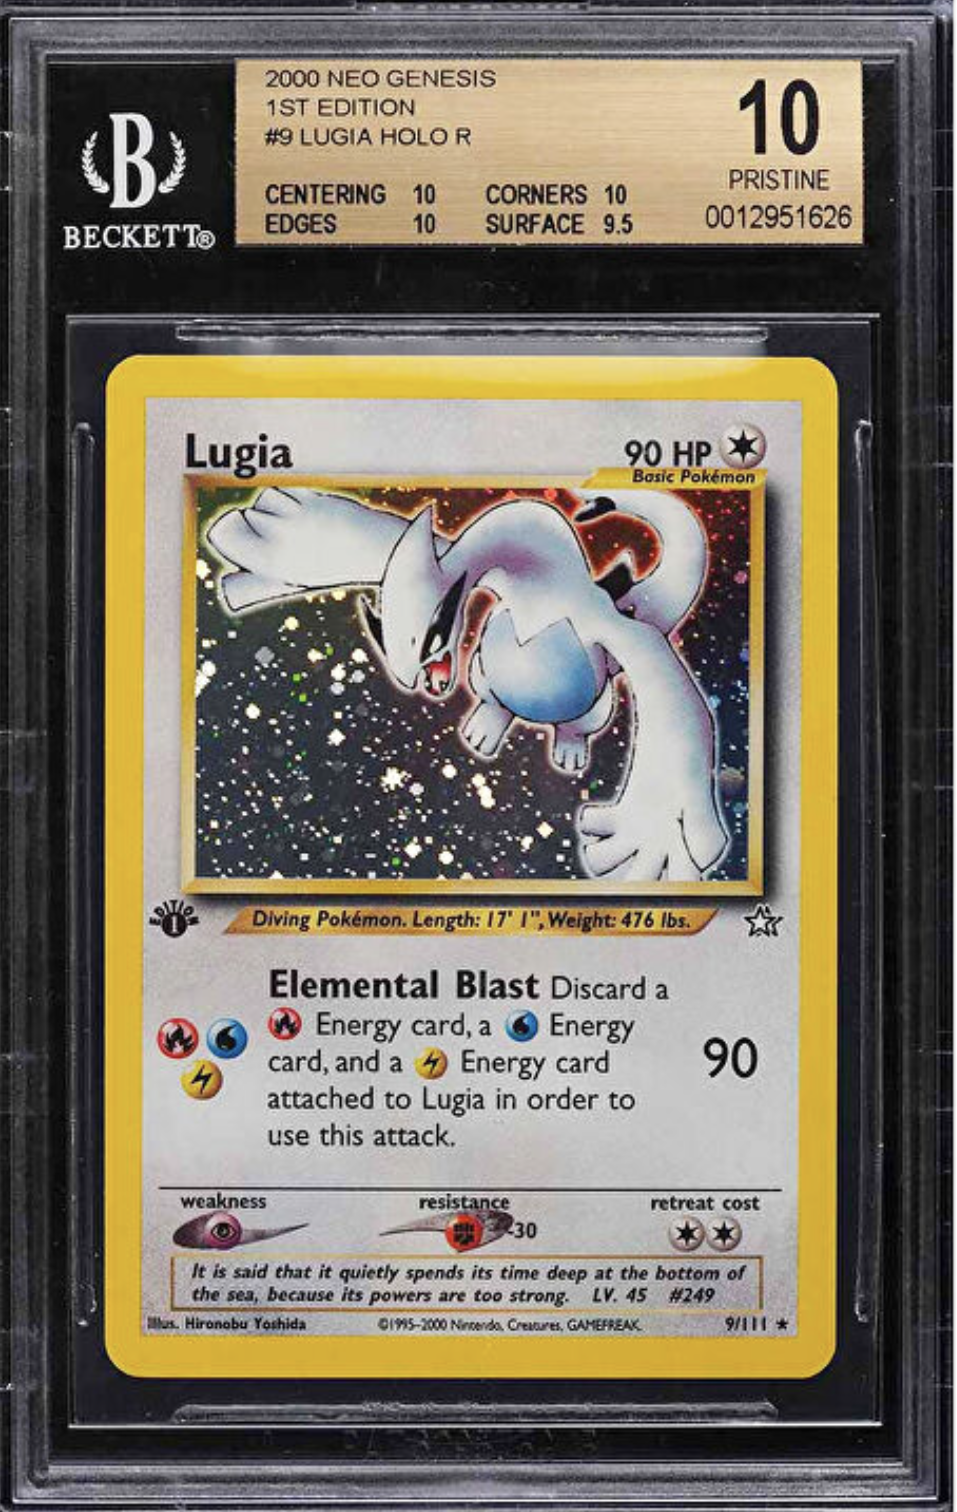 2000 NEO GENESIS
1ST EDITION
#9 LUGIA HOLO R
10
PRISTINE
0012951626
CENTERING 10 CORNERS 10
EDGES 10 SURFACE 9.5
B
BECKETT®
Lugia 90 HP
Basic Pokémon
EDITION
1
Diving Pokémon. Length: 17' 1", Weight: 476 lbs.
Elemental Blast Discard a
Energy card, a Energy
card, and a Energy card
attached to Lugia in order to
use this attack.
90
weakness resistance retreat cost
-30
It is said that it quietly spends its time deep at the bottom of
the sea, because its powers are too strong. LV. 45 #249
Illus. Hironobu Yoshida ©1995-2000 Nintendo, Creatures, GAMEFREAK. 9/111 ★